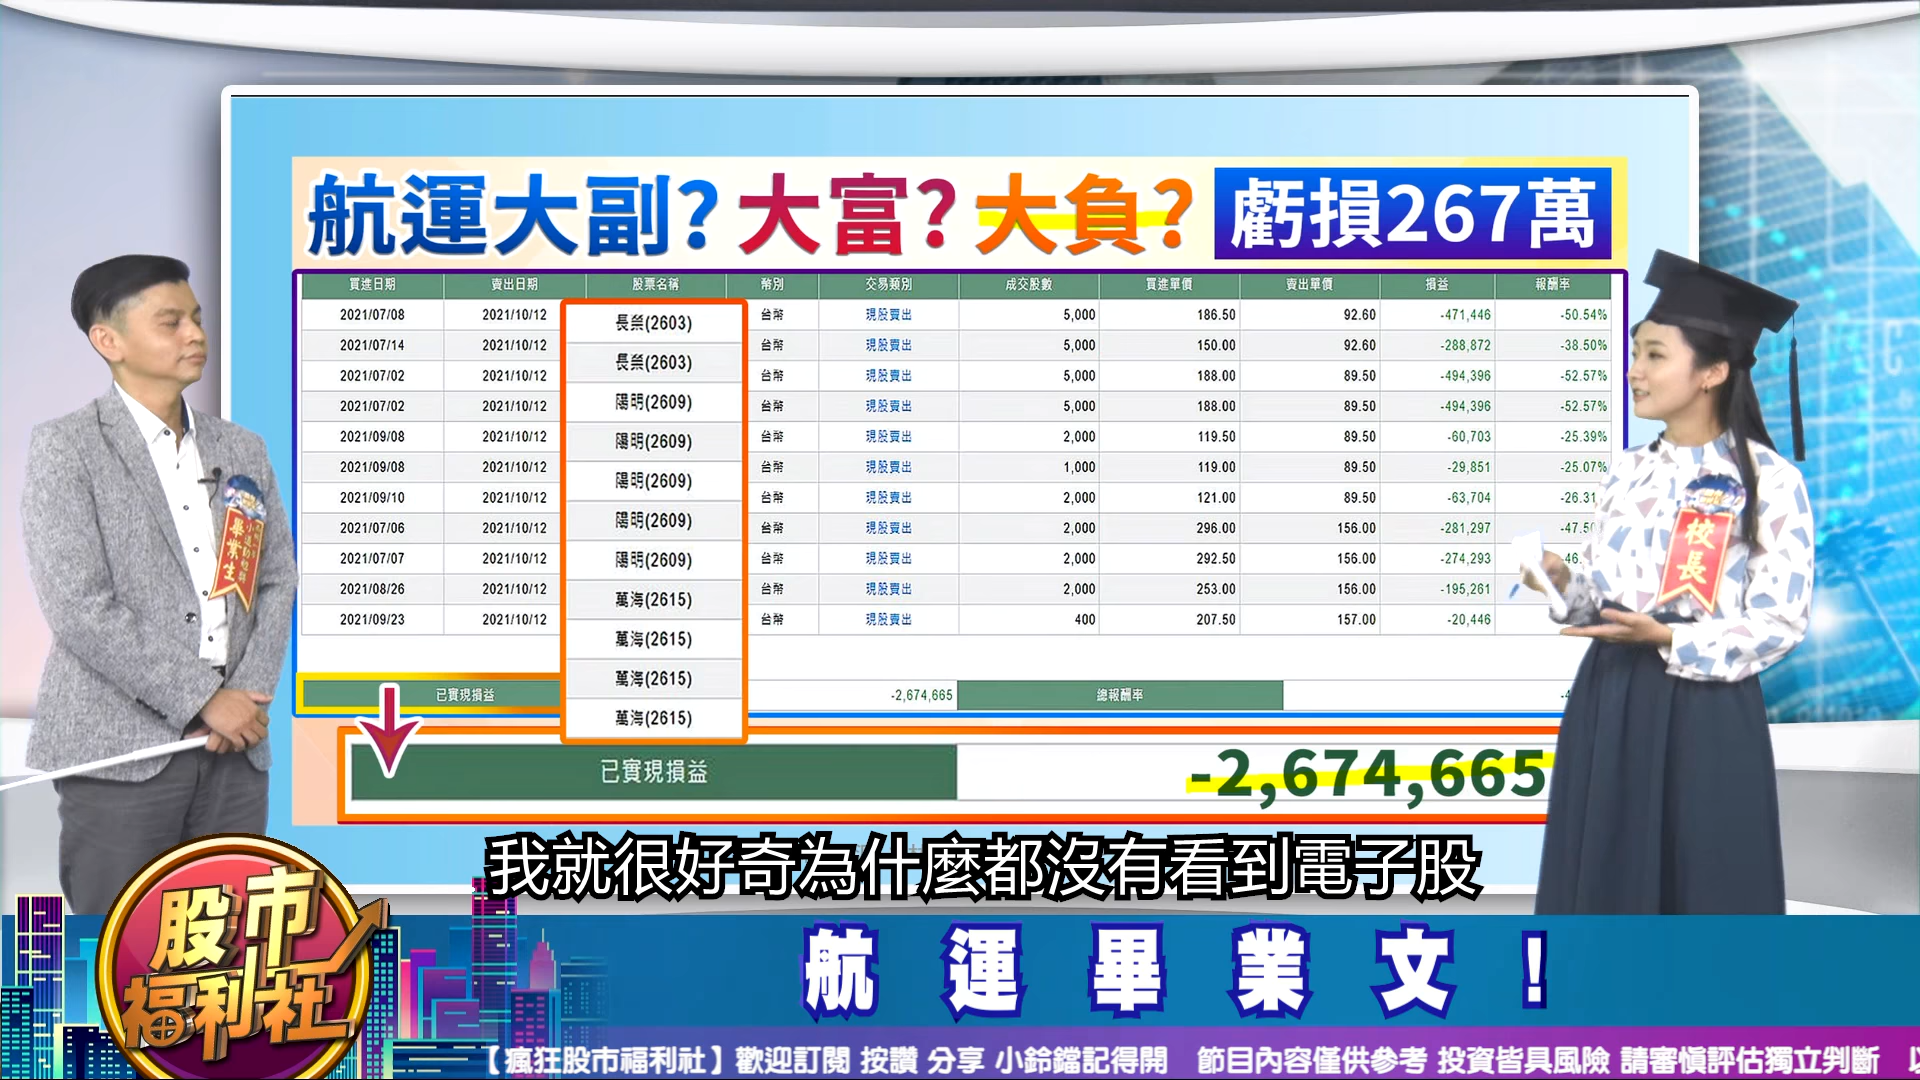 航運大副? 大富? 大負? 虧損267萬
買進日期 賣出日期 股票名稱 幣別 交易類別 成交股數 買進單價 賣出單價 損益 報酬率
2021/07/08 2021/10/12 長榮(2603) 台幣 現股賣出 5,000 186.50 92.60 -471,446 -50.54%
2021/07/14 2021/10/12 長榮(2603) 台幣 現股賣出 5,000 150.00 92.60 -288,872 -38.50%
2021/07/02 2021/10/12 陽明(2609) 台幣 現股賣出 5,000 188.00 89.50 -494,396 -52.57%
2021/07/02 2021/10/12 陽明(2609) 台幣 現股賣出 5,000 188.00 89.50 -494,396 -52.57%
2021/09/08 2021/10/12 陽明(2609) 台幣 現股賣出 2,000 119.50 89.50 -60,703 -25.39%
2021/09/08 2021/10/12 陽明(2609) 台幣 現股賣出 1,000 119.00 89.50 -29,851 -25.07%
2021/09/10 2021/10/12 陽明(2609) 台幣 現股賣出 2,000 121.00 89.50 -63,704 -26.31
2021/07/06 2021/10/12 萬海(2615) 台幣 現股賣出 2,000 296.00 156.00 -281,297 -47.50
2021/07/07 2021/10/12 萬海(2615) 台幣 現股賣出 2,000 292.50 156.00 -274,293 -46.
2021/08/26 2021/10/12 萬海(2615) 台幣 現股賣出 2,000 253.00 156.00 -195,261
2021/09/23 2021/10/12 萬海(2615) 台幣 現股賣出 400 207.50 157.00 -20,446
已實現損益 -2,674,665 總報酬率 -4
已實現損益 -2,674,665
畢業生
校長
我就很好奇為什麼都沒有看到電子股
股市
福利社
航運畢業文!
【瘋狂股市福利社】歡迎訂閱 按讚 分享 小鈴鐺記得開 節目內容僅供參考 投資皆具風險 請審慎評估獨立判斷